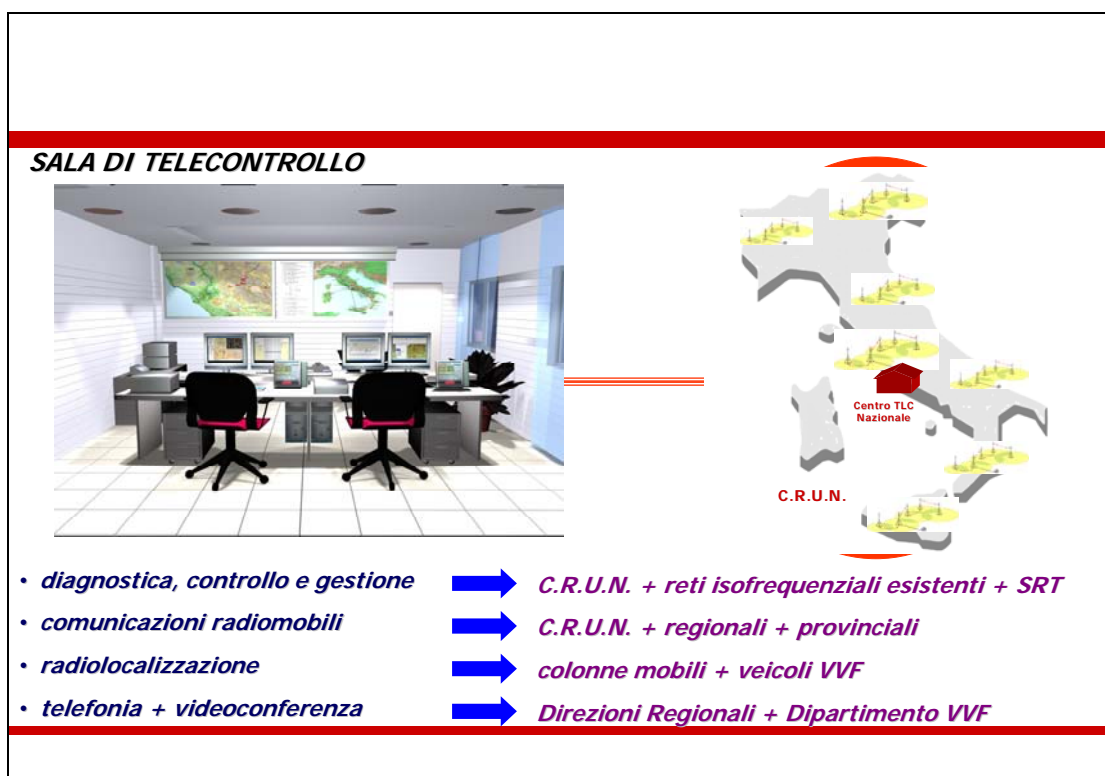 SALA DI TELECONTROLLO
Centro TLC
Nazionale
C.R.U.N.
• diagnostica, controllo e gestione
C.R.U.N. + reti isofrequenziali esistenti + SRT
• comunicazioni radiomobili
C.R.U.N. + regionali + provinciali
• radiolocalizzazione
colonne mobili + veicoli VVF
• telefonia + videoconferenza
Direzioni Regionali + Dipartimento VVF